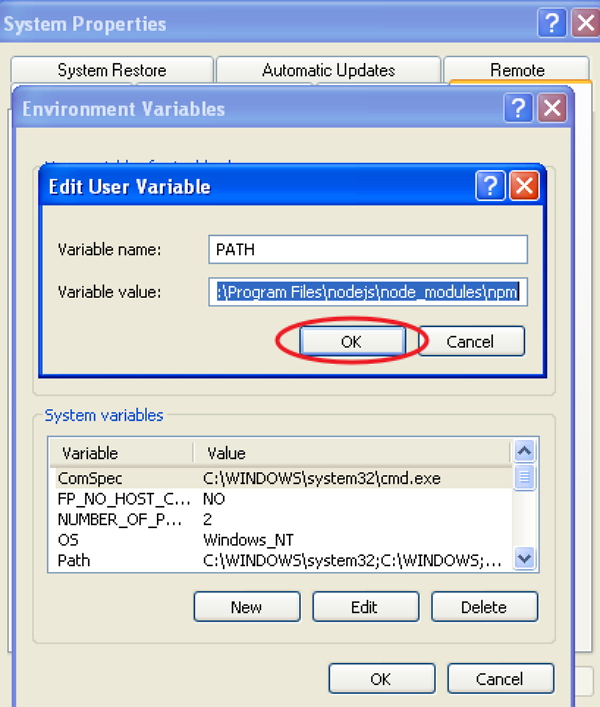 System Properties
System Restore Automatic Updates Remote
Environment Variables
Edit User Variable
Variable name: PATH
Variable value: :\Program Files\nodejs\node_modules\npm
OK Cancel
System variables
Variable Value
ComSpec C:\WINDOWS\system32\cmd.exe
FP_NO_HOST_C... NO
NUMBER_OF_P... 2
OS Windows_NT
Path C:\WINDOWS\system32;C:\WINDOWS;...
New Edit Delete
OK Cancel